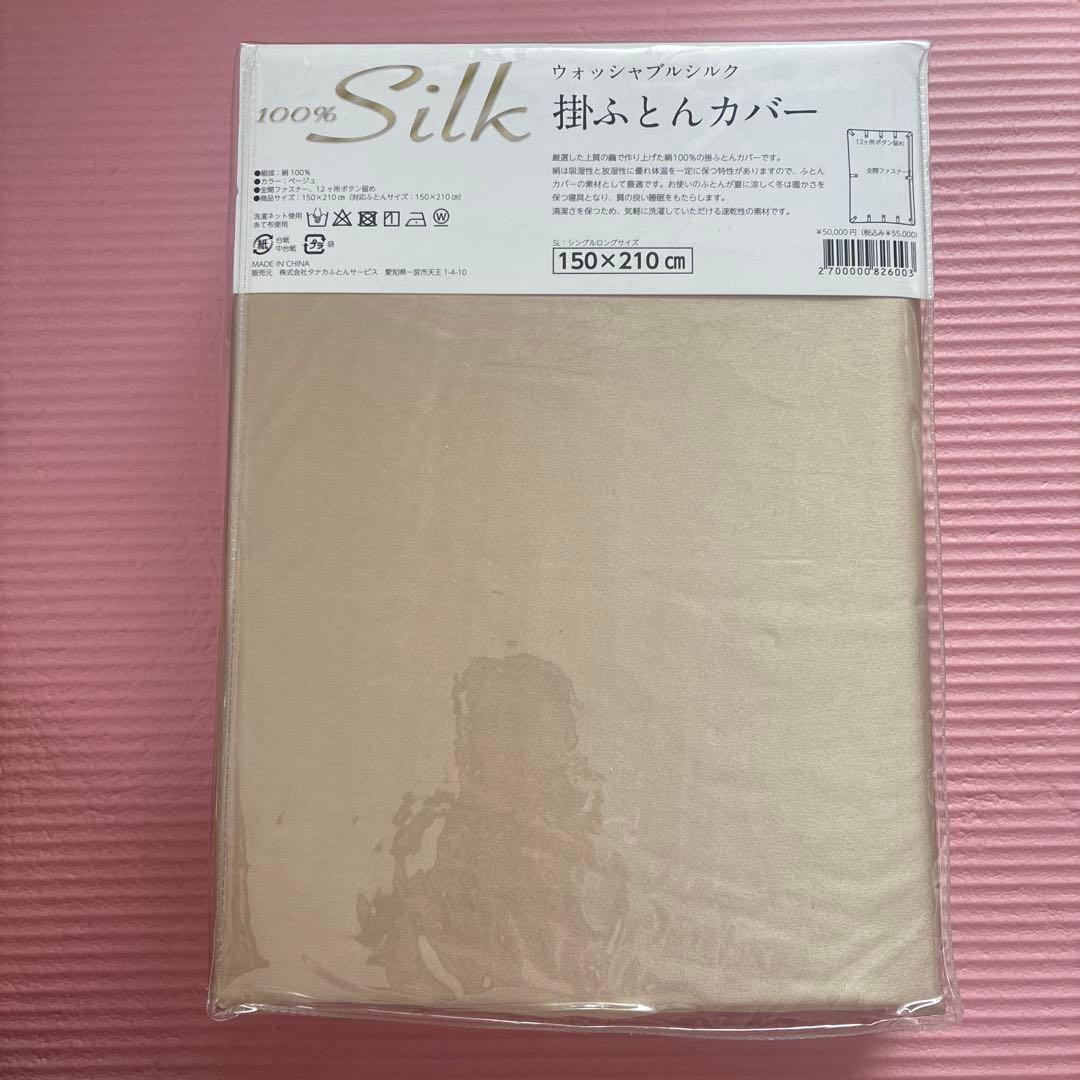 100% Silk
ウォッシャブルシルク
掛ふとんカバー
●組成：絹100%
●カラー：ベージュ
●全開ファスナー、12ヶ所ボタン留め
●商品サイズ：150×210㎝（対応ふとんサイズ：150×210㎝）
洗濯ネット使用
あて布使用
紙 台紙
中台紙
プラ 袋
MADE IN CHINA
販売元　株式会社タナカふとんサービス　愛知県一宮市天王1-4-10
厳選した上質の繭で作り上げた絹100%の掛ふとんカバーです。
絹は吸湿性と放湿性に優れ体温を一定に保つ特性がありますので、ふとん
カバーの素材として最適です。お使いのふとんが夏に涼しく冬は暖かさを
保つ寝具となり、質の良い睡眠をもたらします。
清潔さを保つため、気軽に洗濯していただける速乾性の素材です。
SL：シングルロングサイズ
150×210㎝
12ヶ所ボタン留め
全開ファスナー
¥50,000円（税込み¥55,000）
2700000826003